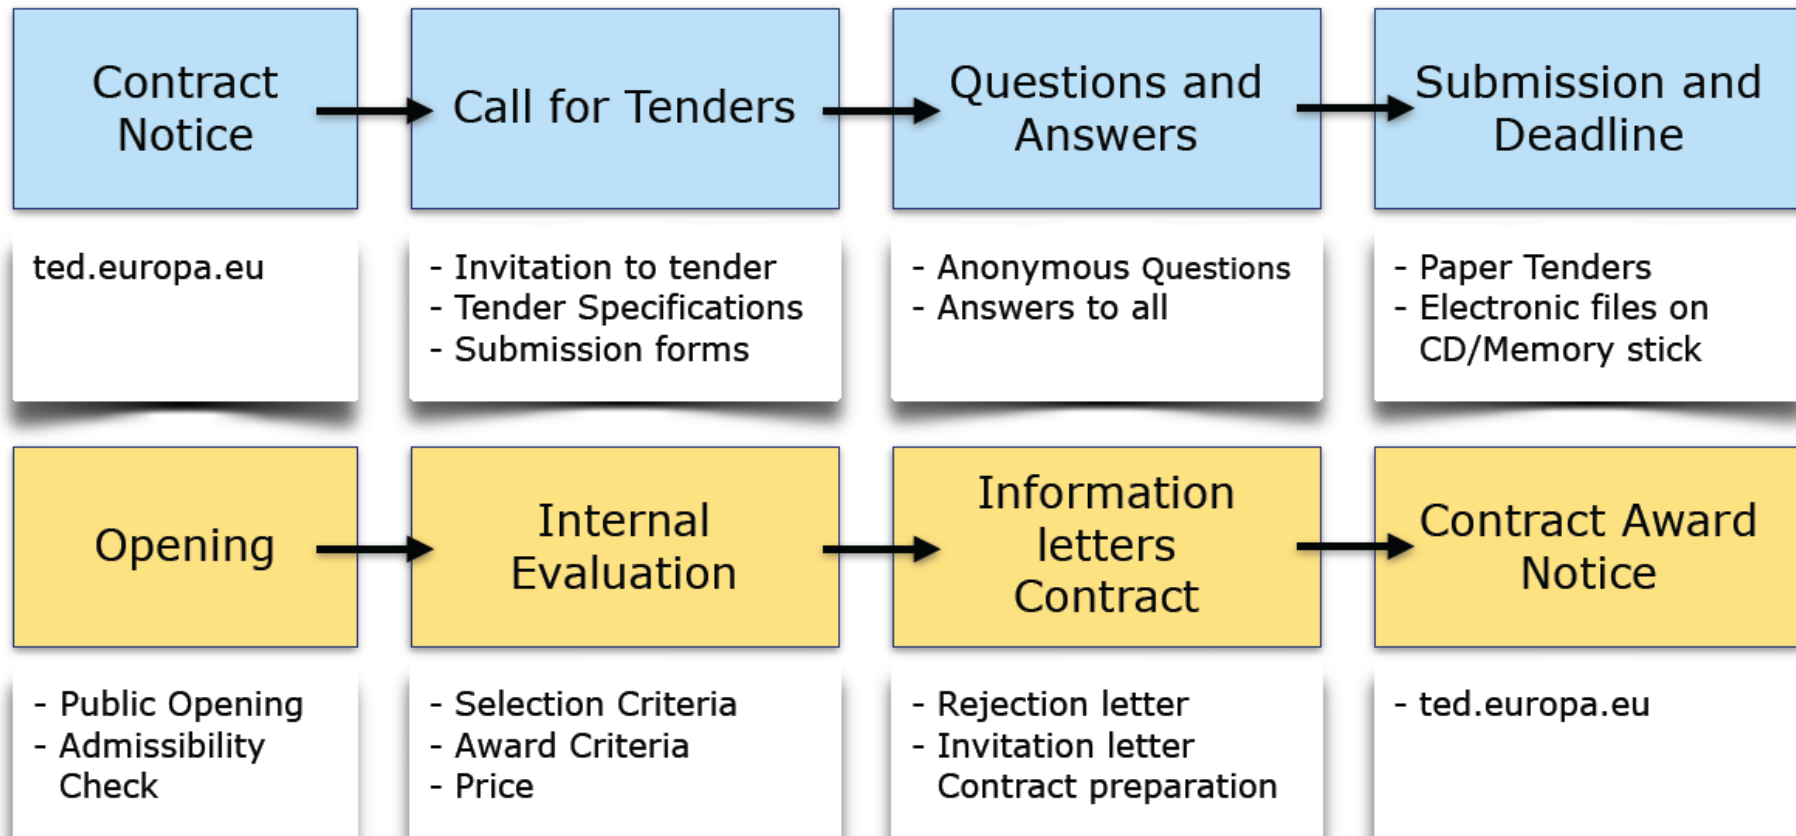 Contract
Notice
Call for Tenders
Questions and
Answers
Submission and
Deadline
ted.europa.eu
- Invitation to tender
- Tender Specifications
- Submission forms
- Anonymous Questions
- Answers to all
- Paper Tenders
- Electronic files on
CD/Memory stick
Opening
Internal
Evaluation
Information
letters
Contract
Contract Award
Notice
- Public Opening
- Admissibility
Check
- Selection Criteria
- Award Criteria
- Price
- Rejection letter
- Invitation letter
Contract preparation
- ted.europa.eu